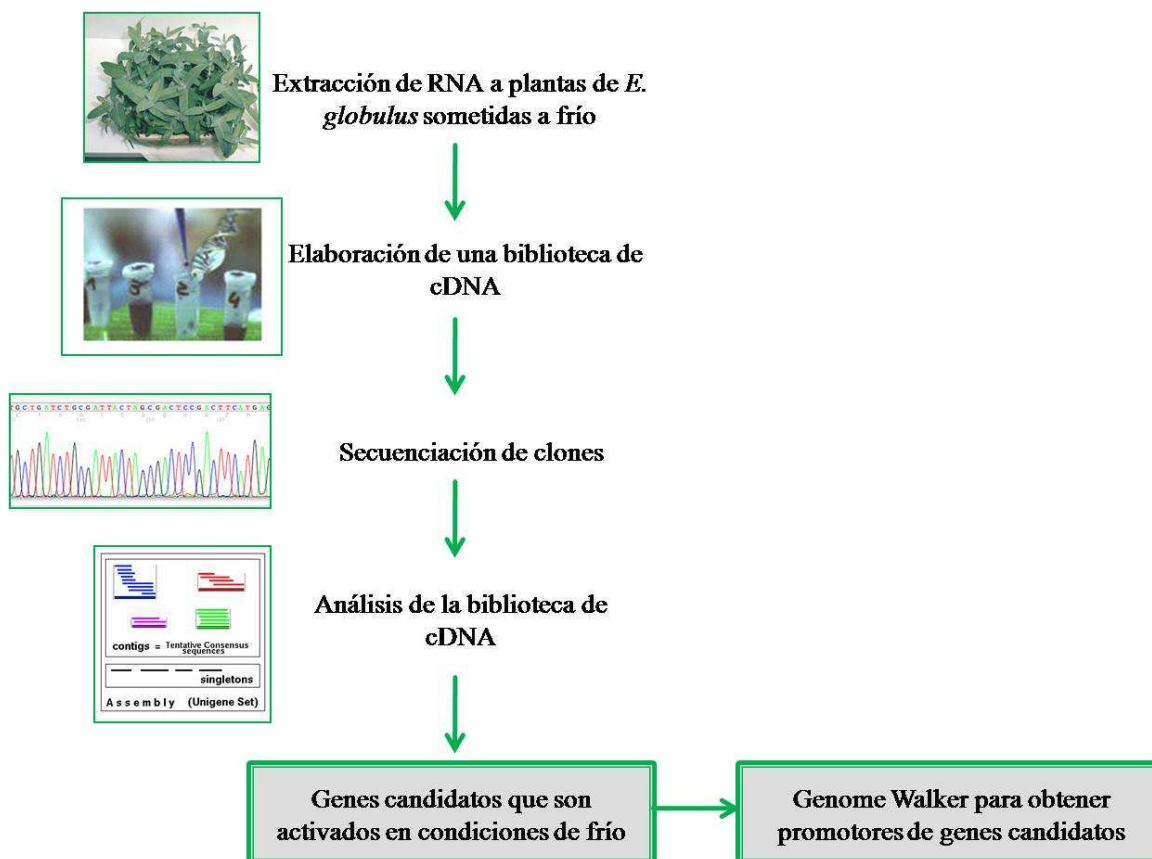 Extracción de RNA a plantas de E.
globulus sometidas a frío
Elaboración de una biblioteca de
cDNA
Secuenciación de clones
Análisis de la biblioteca de
cDNA
contigs = Tentative Consensus
sequences
singletons
Assembly (Unigene Set)
Genes candidatos que son
activados en condiciones de frío
Genome Walker para obtener
promotores de genes candidatos